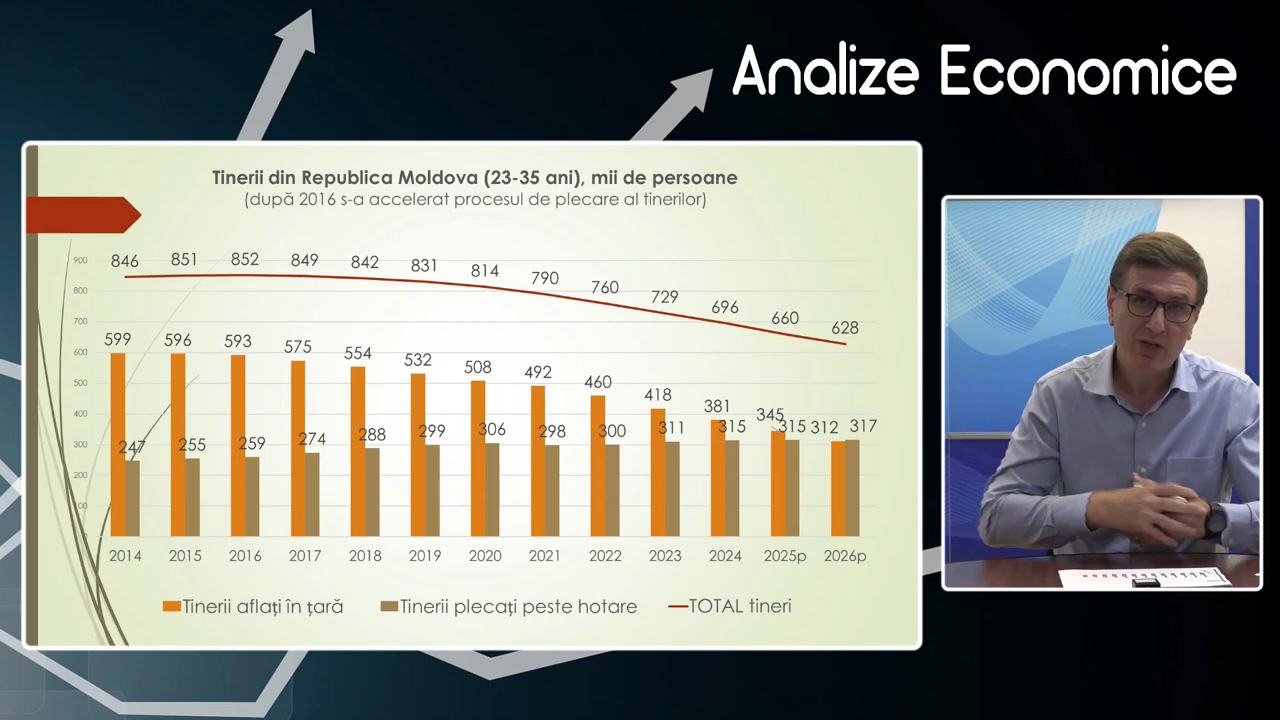 Analize Economice
Tinerii din Republica Moldova (23-35 ani), mii de persoane
(după 2016 s-a accelerat procesul de plecare al tinerilor)
900
800
700
600
500
400
300
200
00
0
846 851 852 849 842 831 814 790 760 729 696 660 628
599 596 593 575 554 532 508 492 460 418 381 345 312
247 255 259 274 288 299 306 298 300 311 315 315 317
2014 2015 2016 2017 2018 2019 2020 2021 2022 2023 2024 2025p 2026p
Tinerii aflați în țară Tinerii plecați peste hotare TOTAL tineri